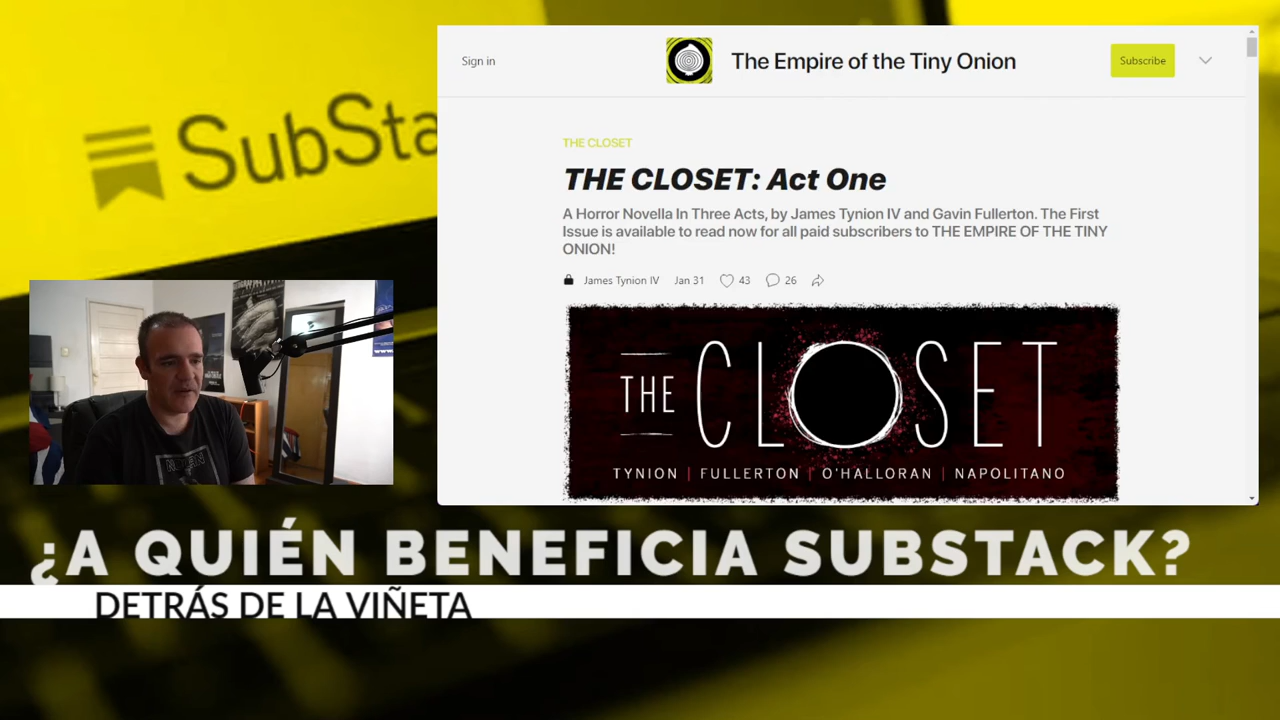 SubSta
Sign in
The Empire of the Tiny Onion
Subscribe
THE CLOSET
THE CLOSET: Act One
A Horror Novella In Three Acts, by James Tynion IV and Gavin Fullerton. The First
Issue is available to read now for all paid subscribers to THE EMPIRE OF THE TINY
ONION!
James Tynion IV Jan 31 43 26
THE CLOSET
TYNION | FULLERTON | O'HALLORAN | NAPOLITANO
¿A QUIÉN BENEFICIA SUBSTACK?
DETRÁS DE LA VIÑETA